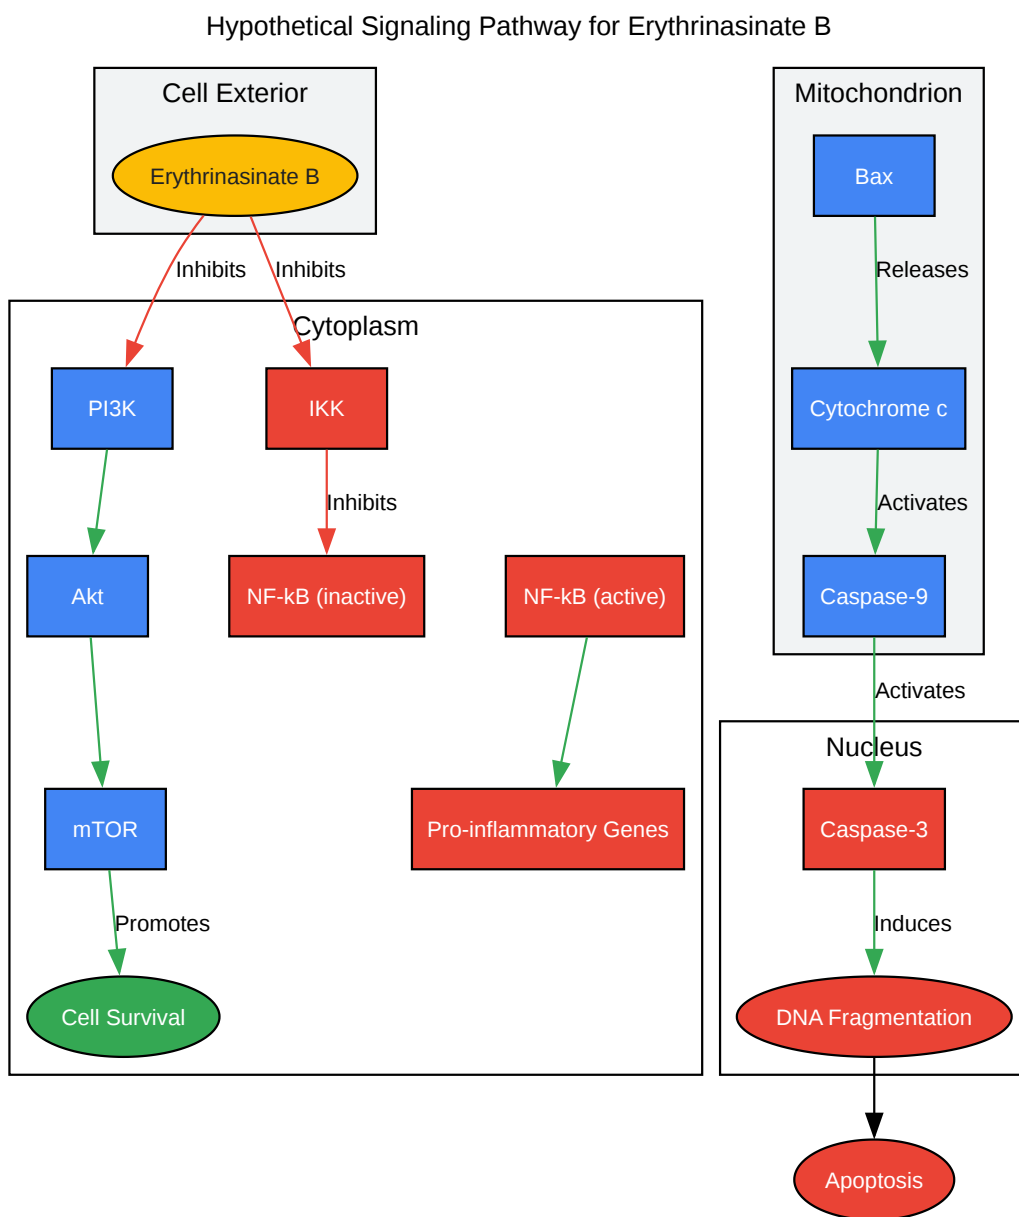 Hypothetical Signaling Pathway for Erythrinasinate B
Cell Exterior
Erythrinasinate B
Inhibits
Inhibits
Cytoplasm
PI3K
IKK
Inhibits
Akt
NF-kB (inactive)
NF-kB (active)
mTOR
Pro-inflammatory Genes
Promotes
Cell Survival
Mitochondrion
Bax
Releases
Cytochrome c
Activates
Caspase-9
Activates
Nucleus
Caspase-3
Induces
DNA Fragmentation
Apoptosis